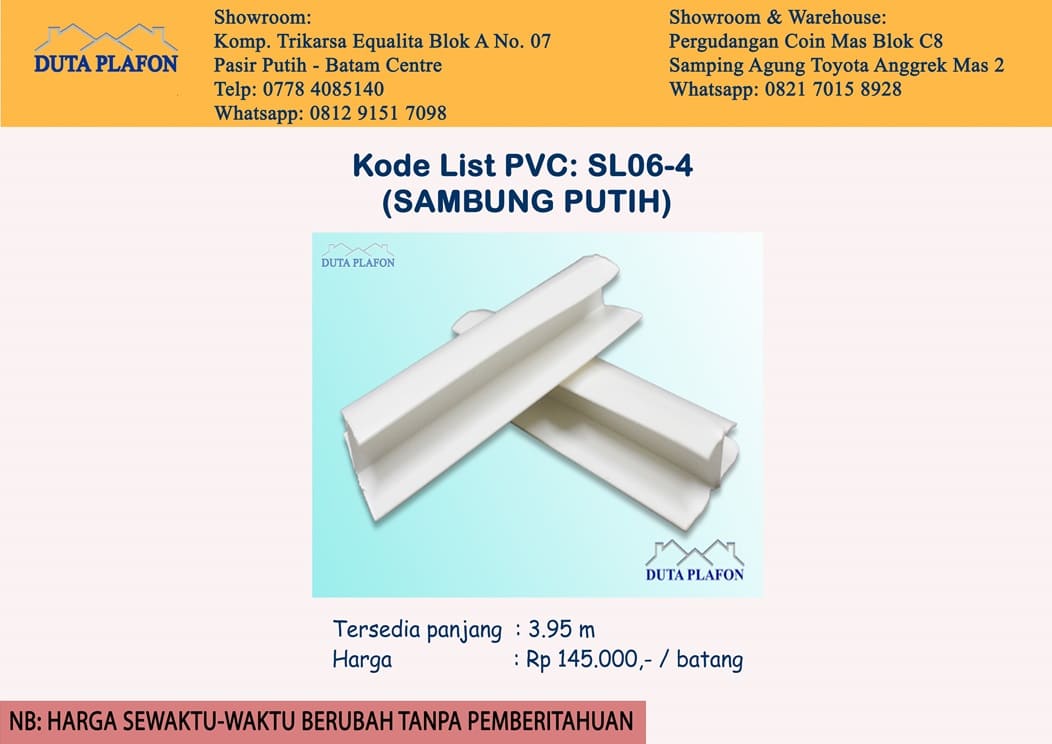 DUTA PLAFON
Showroom:
Komp. Trikarsa Equalita Blok A No. 07
Pasir Putih - Batam Centre
Telp: 0778 4085140
Whatsapp: 0812 9151 7098
Showroom & Warehouse:
Pergudangan Coin Mas Blok C8
Samping Agung Toyota Anggrek Mas 2
Whatsapp: 0821 7015 8928
Kode List PVC: SL06-4
(SAMBUNG PUTIH)
DUTA PLAFON
DUTA PLAFON
Tersedia panjang : 3.95 m
Harga : Rp 145.000,- / batang
NB: HARGA SEWAKTU-WAKTU BERUBAH TANPA PEMBERITAHUAN